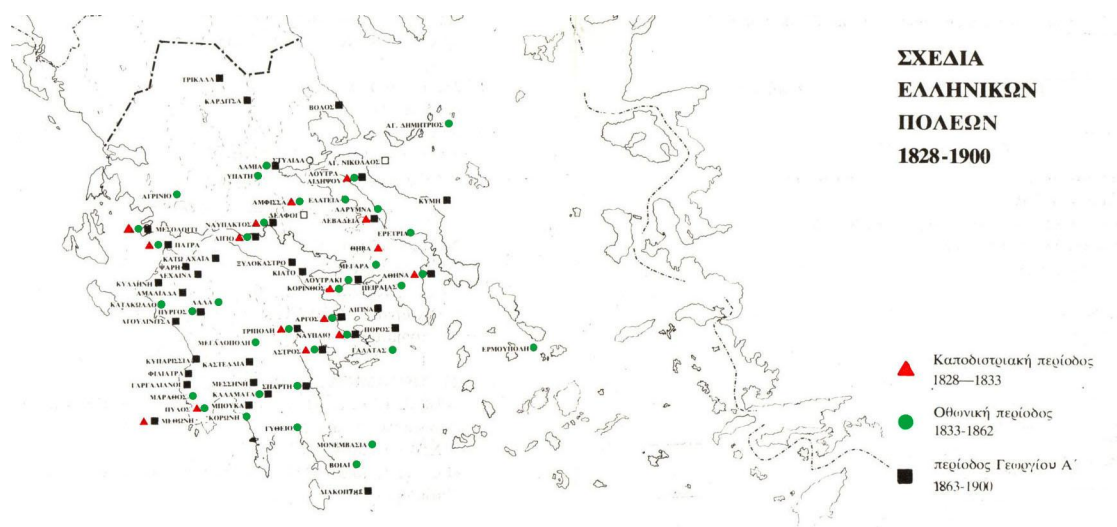 ΣΧΕΔΙΑ
ΕΛΛΗΝΙΚΩΝ
ΠΟΛΕΩΝ
1828-1900
ΤΡΙΚΑΛΑ
ΚΑΡΔΙΤΣΑ
ΒΟΛΟΣ
ΑΓ. ΔΗΜΗΤΡΙΟΣ
ΣΤΥΛΙΔΑ
ΑΓ. ΝΙΚΟΛΑΟΣ
ΛΑΜΙΑ
ΥΠΑΤΗ
ΛΟΥΤΡΑ
ΑΙΔΗΨΟΥ
ΑΓΡΙΝΙΟ
ΑΜΦΙΣΣΑ
ΕΛΑΤΕΙΑ
ΚΥΜΗ
ΛΑΡΥΜΝΑ
ΔΕΛΦΟΙ
ΛΕΒΑΔΕΙΑ
ΝΑΥΠΑΚΤΟΣ
ΜΕΣΟΛΟΓΓΙ
ΕΡΕΤΡΙΑ
ΑΙΓΙΟ
ΠΑΤΡΑ
ΘΗΒΑ
ΚΑΤΩ ΑΧΑΪΑ
ΞΥΛΟΚΑΣΤΡΟ
ΜΕΓΑΡΑ
ΨΑΡΗ
ΛΕΧΑΙΝΑ
ΚΙΑΤΟ
ΑΘΗΝΑ
ΚΥΛΛΗΝΗ
ΛΟΥΤΡΑΚΙ
ΠΕΙΡΑΙΑΣ
ΑΜΑΛΙΑΔΑ
ΚΟΡΙΝΘΟΣ
ΚΑΤΑΚΩΛΟ
ΛΑΛΑ
ΠΥΡΓΟΣ
ΑΙΓΙΝΑ
ΑΓΟΥΛΙΝΙΤΣΑ
ΑΡΓΟΣ
ΤΡΙΠΟΛΗ
ΠΟΡΟΣ
ΝΑΥΠΛΙΟ
ΜΕΓΑΛΟΠΟΛΗ
ΑΣΤΡΟΣ
ΓΑΛΑΤΑΣ
ΕΡΜΟΥΠΟΛΗ
ΚΥΠΑΡΙΣΣΙΑ
ΚΑΣΤΕΛΛΙΑ
ΦΙΛΙΑΤΡΑ
ΓΑΡΓΑΛΙΑΝΟΙ
ΜΕΣΣΗΝΗ
ΣΠΑΡΤΗ
ΜΑΡΑΘΟΣ
ΚΑΛΑΜΑΤΑ
ΠΥΛΟΣ
ΜΠΟΥΚΑ
ΜΕΘΩΝΗ
ΚΟΡΩΝΗ
ΓΥΘΕΙΟ
ΜΟΝΕΜΒΑΣΙΑ
ΒΟΙΑΙ
ΔΙΑΚΟΠΤΗΣ
Καποδιστριακή περίοδος
1828—1833
Οθωνική περίοδος
1833-1862
περίοδος Γεωργίου Α΄
1863-1900